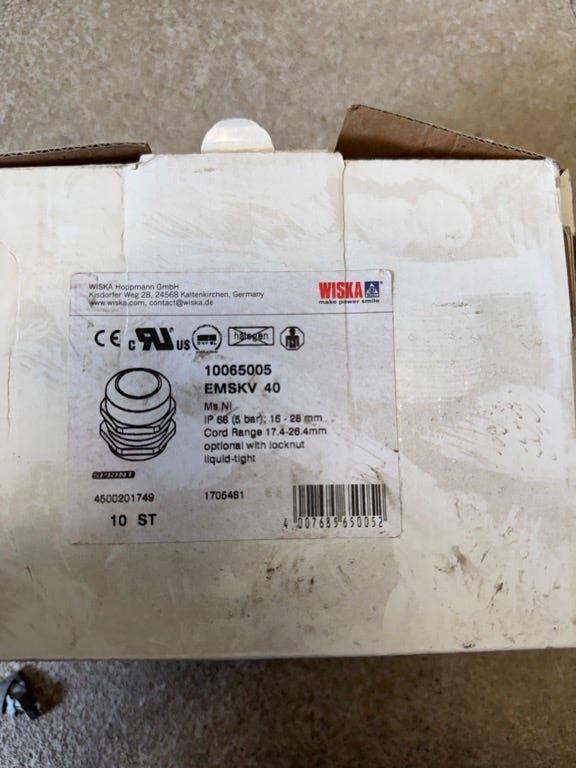 WISKA Hoppmann GmbH
Kisdorfer Weg 28, 24568 Kaltenkirchen, Germany
www.wiska.com, contact@wiska.de
WISKA
make power smile
CE c RU US halogen
10065005
EMSKV 40
Ms Ni
IP 68 (5 bar); 16 - 28 mm
Cord Range 17.4-26.4mm
optional with locknut
liquid-tight
SPRINT
4500201749 1705481
10 ST
4 007685 650052